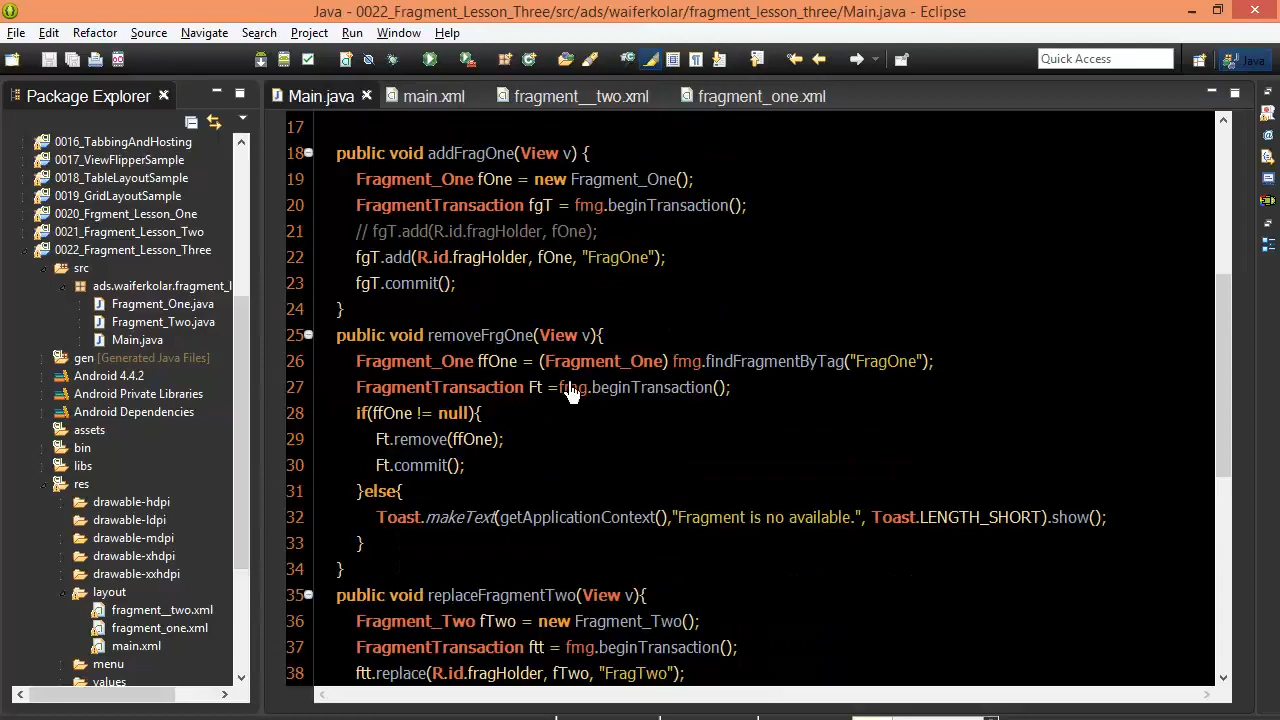 Java - 0022_Fragment_Lesson_Three/src/ads/waiferkolar/fragment_lesson_three/Main.java - Eclipse
File Edit Refactor Source Navigate Search Project Run Window Help
Quick Access
Java
Package Explorer
Main.java
main.xml
fragment__two.xml
fragment_one.xml
0016_TabbingAndHosting
0017_ViewFlipperSample
0018_TableLayoutSample
0019_GridLayoutSample
0020_Frgment_Lesson_One
0021_Fragment_Lesson_Two
0022_Fragment_Lesson_Three
src
ads.waiferkolar.fragment_l
Fragment_One.java
Fragment_Two.java
Main.java
gen [Generated Java Files]
Android 4.4.2
Android Private Libraries
Android Dependencies
assets
bin
libs
res
drawable-hdpi
drawable-ldpi
drawable-mdpi
drawable-xhdpi
drawable-xxhdpi
layout
fragment__two.xml
fragment_one.xml
main.xml
menu
values
17
18 public void addFragOne(View v) {
19 Fragment_One fOne = new Fragment_One();
20 FragmentTransaction fgT = fmg.beginTransaction();
21 // fgT.add(R.id.fragHolder, fOne);
22 fgT.add(R.id.fragHolder, fOne, "FragOne");
23 fgT.commit();
24 }
25 public void removeFrgOne(View v){
26 Fragment_One ffOne = (Fragment_One) fmg.findFragmentByTag("FragOne");
27 FragmentTransaction Ft =fmg.beginTransaction();
28 if(ffOne != null){
29 Ft.remove(ffOne);
30 Ft.commit();
31 }else{
32 Toast.makeText(getApplicationContext(),"Fragment is no available.", Toast.LENGTH_SHORT).show();
33 }
34 }
35 public void replaceFragmentTwo(View v){
36 Fragment_Two fTwo = new Fragment_Two();
37 FragmentTransaction ftt = fmg.beginTransaction();
38 ftt.replace(R.id.fragHolder, fTwo, "FragTwo");